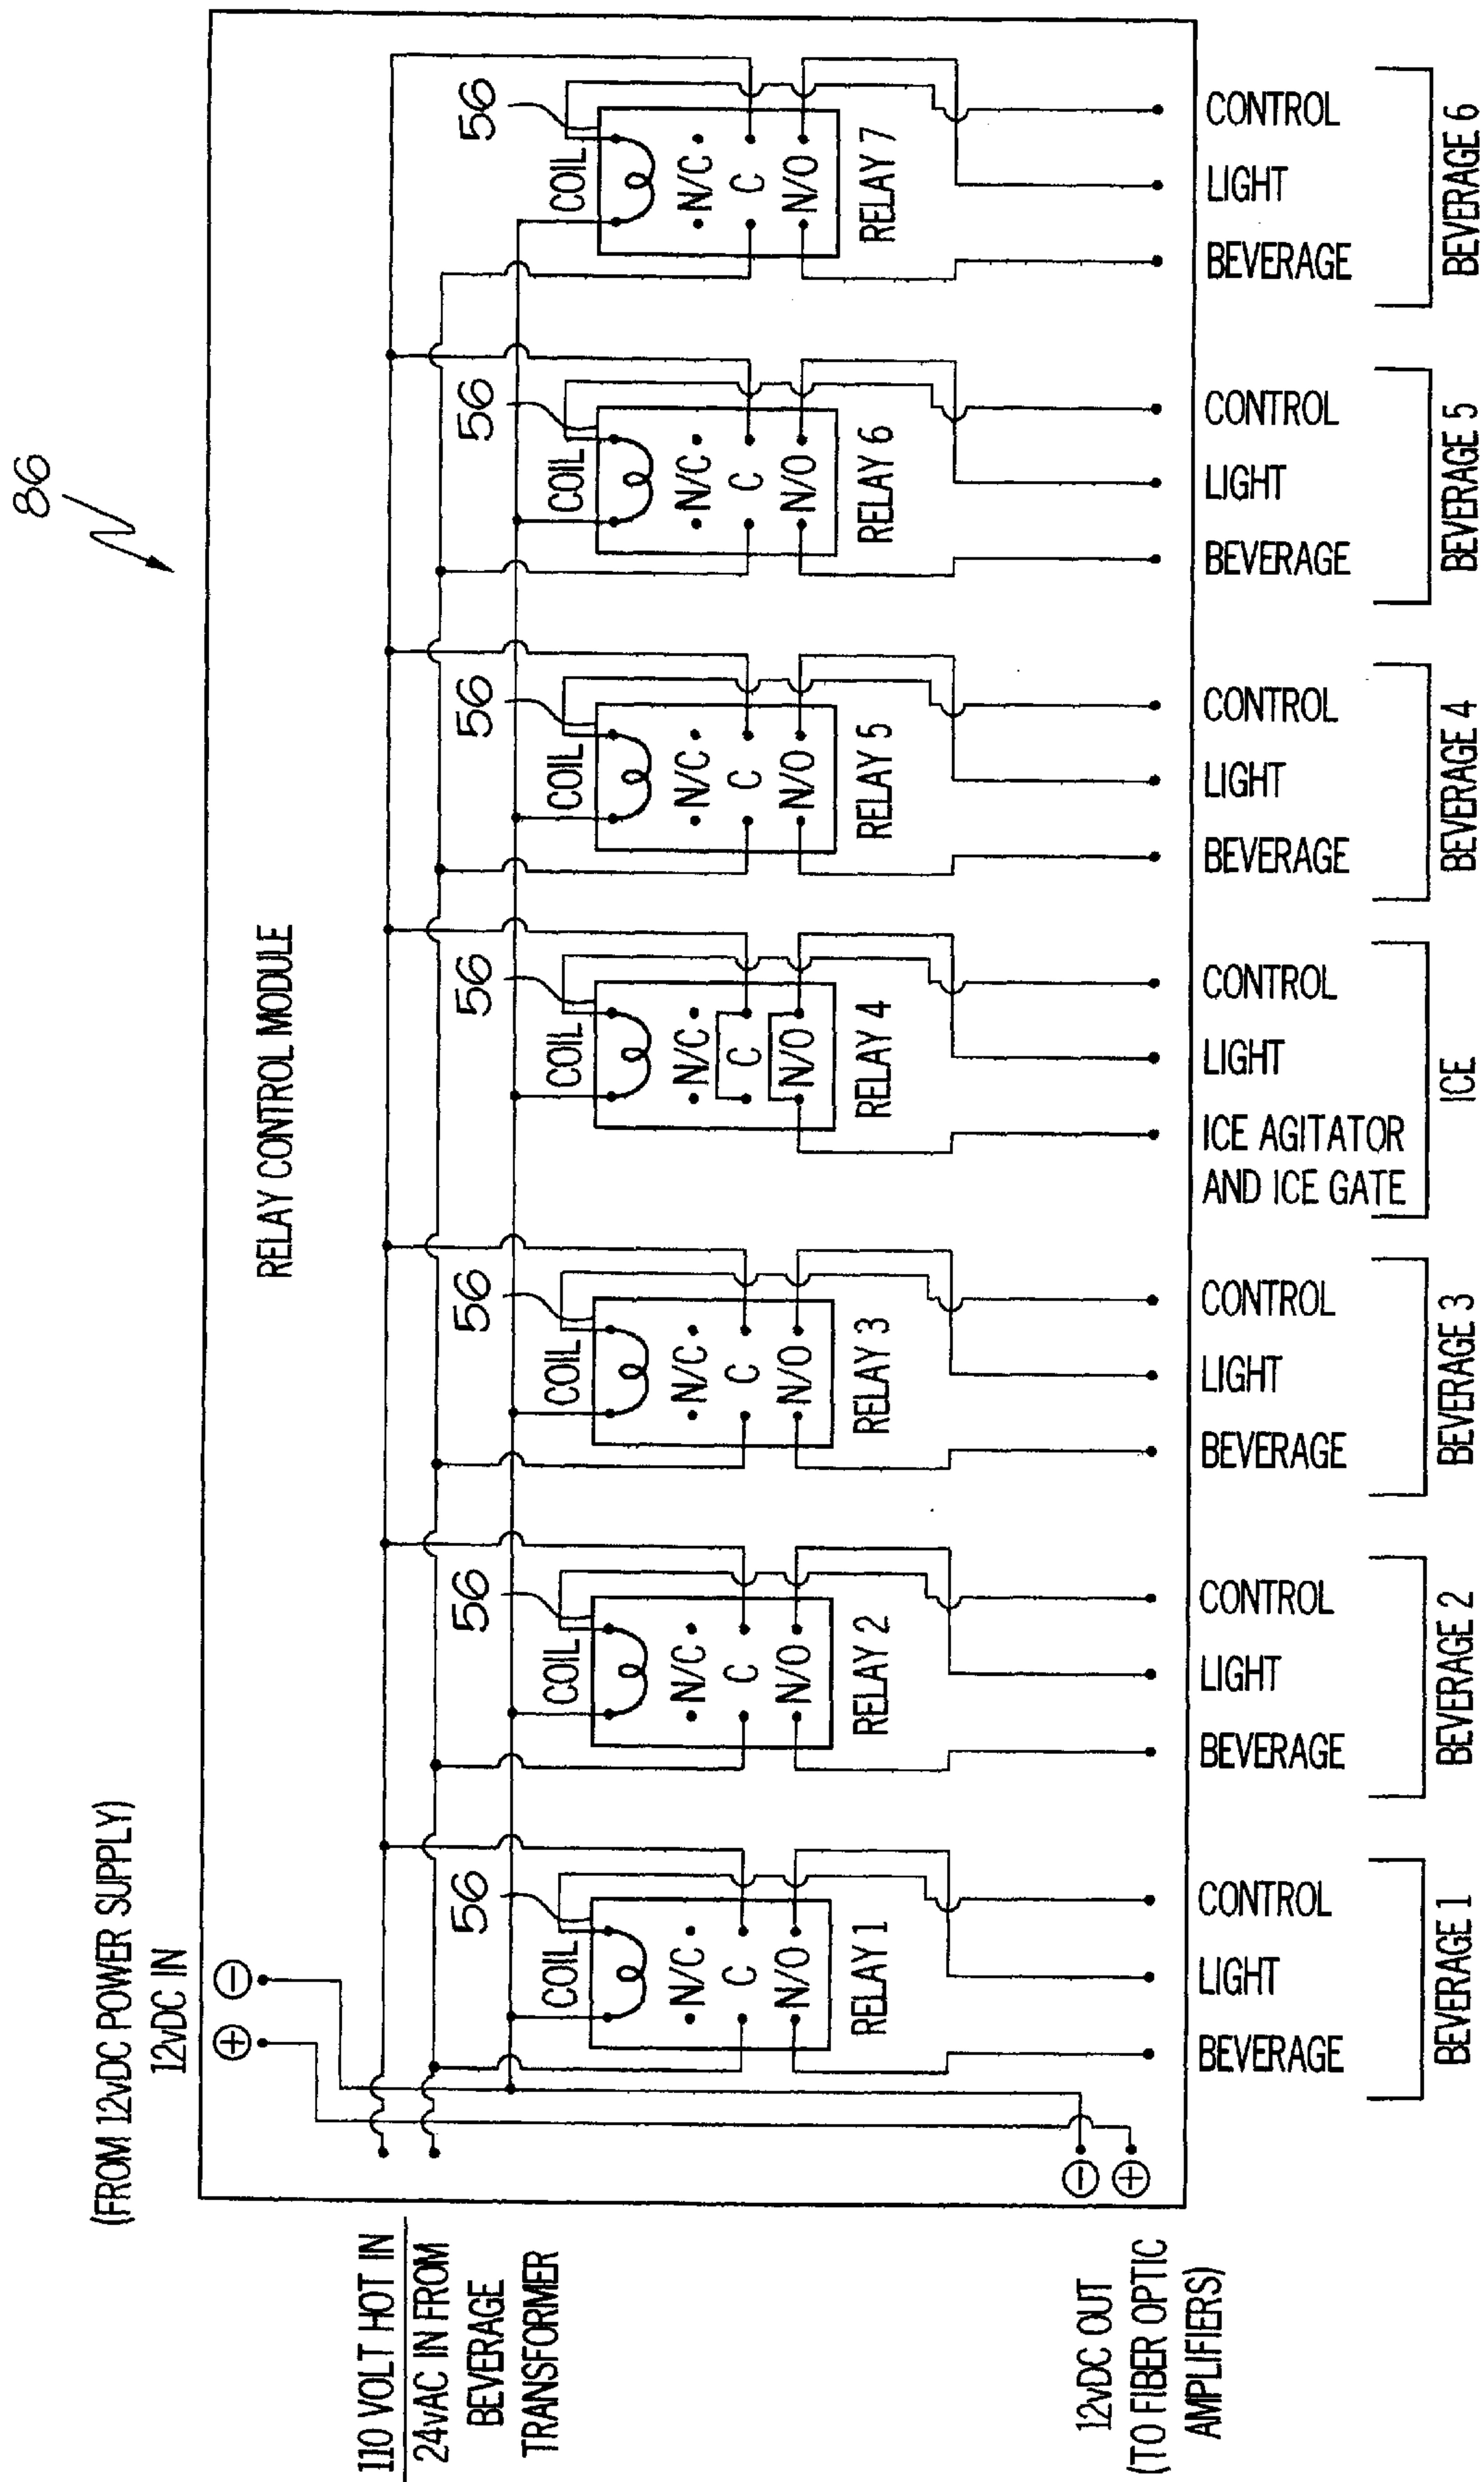 86
(FROM 12vDC POWER SUPPLY)
12vDC IN
⊕ ⊖
RELAY CONTROL MODULE
110 VOLT HOT IN
24vAC IN FROM
BEVERAGE
TRANSFORMER
12vDC OUT
(TO FIBER OPTIC
AMPLIFIERS)
⊖
⊕
56
COIL
N/C
C
N/O
RELAY 1
56
COIL
N/C
C
N/O
RELAY 2
56
COIL
N/C
C
N/O
RELAY 3
56
COIL
N/C
C
N/O
RELAY 4
56
COIL
N/C
C
N/O
RELAY 5
56
COIL
N/C
C
N/O
RELAY 6
56
COIL
N/C
C
N/O
RELAY 7
BEVERAGE LIGHT CONTROL
BEVERAGE 1
BEVERAGE LIGHT CONTROL
BEVERAGE 2
BEVERAGE LIGHT CONTROL
BEVERAGE 3
ICE AGITATOR
AND ICE GATE
LIGHT CONTROL
ICE
BEVERAGE LIGHT CONTROL
BEVERAGE 4
BEVERAGE LIGHT CONTROL
BEVERAGE 5
BEVERAGE LIGHT CONTROL
BEVERAGE 6